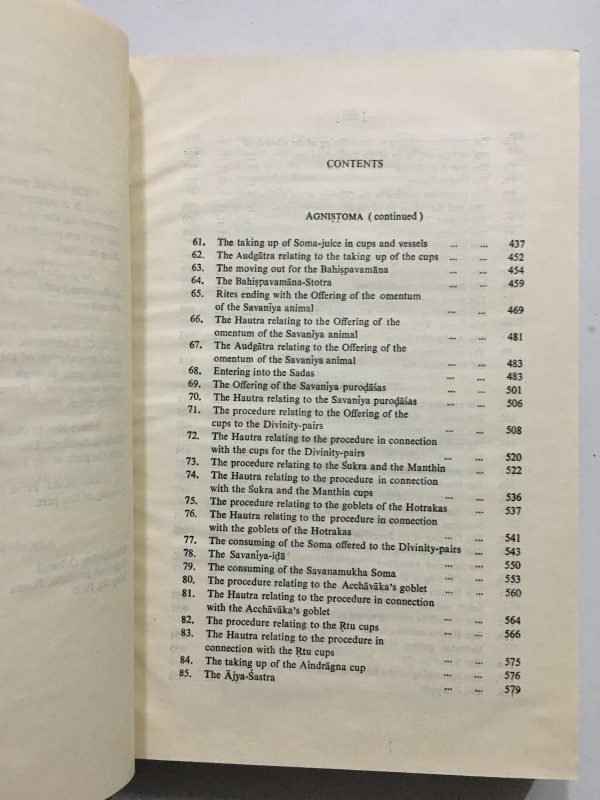 CONTENTS
AGNIṢṬOMA (continued)
61. The taking up of Soma-juice in cups and vessels ... ... 437
62. The Audgātra relating to the taking up of the cups ... ... 452
63. The moving out for the Bahiṣpavamāna ... ... 454
64. The Bahiṣpavamāna-Stotra ... ... 459
65. Rites ending with the Offering of the omentum
of the Savanīya animal ... ... 469
66. The Hautra relating to the Offering of the
omentum of the Savanīya animal ... ... 481
67. The Audgātra relating to the Offering of the
omentum of the Savanīya animal ... ... 483
68. Entering into the Sadas ... ... 483
69. The Offering of the Savanīya puroḍāśas ... ... 501
70. The Hautra relating to the Savanīya puroḍāśas ... ... 506
71. The procedure relating to the Offering of the
cups to the Divinity-pairs ... ... 508
72. The Hautra relating to the procedure in connection
with the cups for the Divinity-pairs ... ... 520
73. The procedure relating to the Śukra and the Manthin ... ... 522
74. The Hautra relating to the procedure in connection
with the Śukra and the Manthin cups ... ... 536
75. The procedure relating to the goblets of the Hotrakas ... ... 537
76. The Hautra relating to the procedure in connection
with the goblets of the Hotrakas ... ... 541
77. The consuming of the Soma offered to the Divinity-pairs ... ... 543
78. The Savanīya-iḍā ... ... 550
79. The consuming of the Savanamukha Soma ... ... 553
80. The procedure relating to the Acchāvāka's goblet ... ... 560
81. The Hautra relating to the procedure in connection
with the Acchāvāka's goblet ... ... 564
82. The procedure relating to the Ṛtu cups ... ... 566
83. The Hautra relating to the procedure in
connection with the Ṛtu cups ... ... 575
84. The taking up of the Aindrāgna cup ... ... 576
85. The Ājya-Śastra ... ... 579